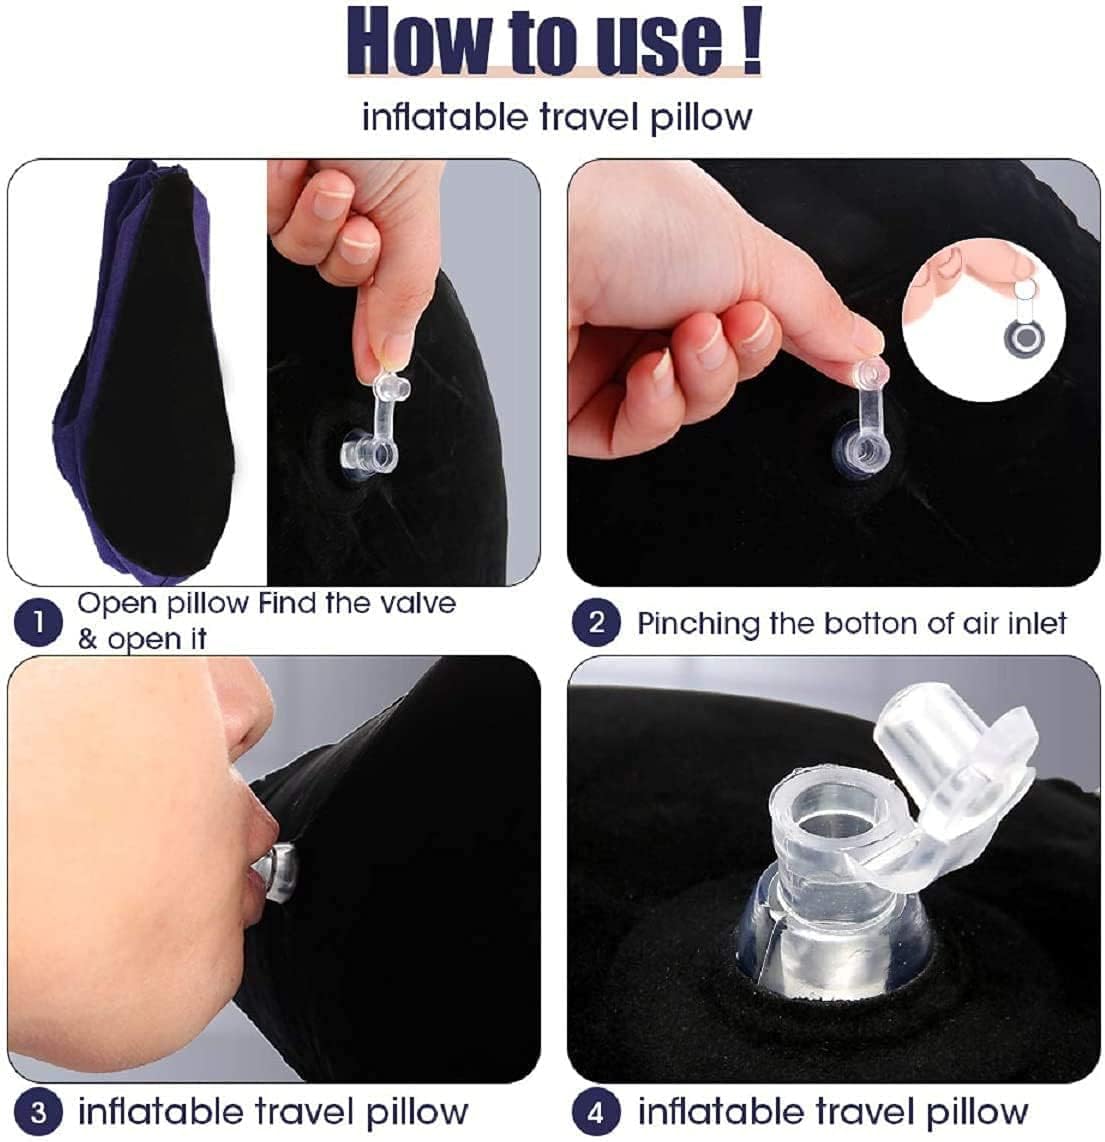 How to use !
inflatable travel pillow
1 Open pillow Find the valve
& open it
2 Pinching the botton of air inlet
3 inflatable travel pillow
4 inflatable travel pillow